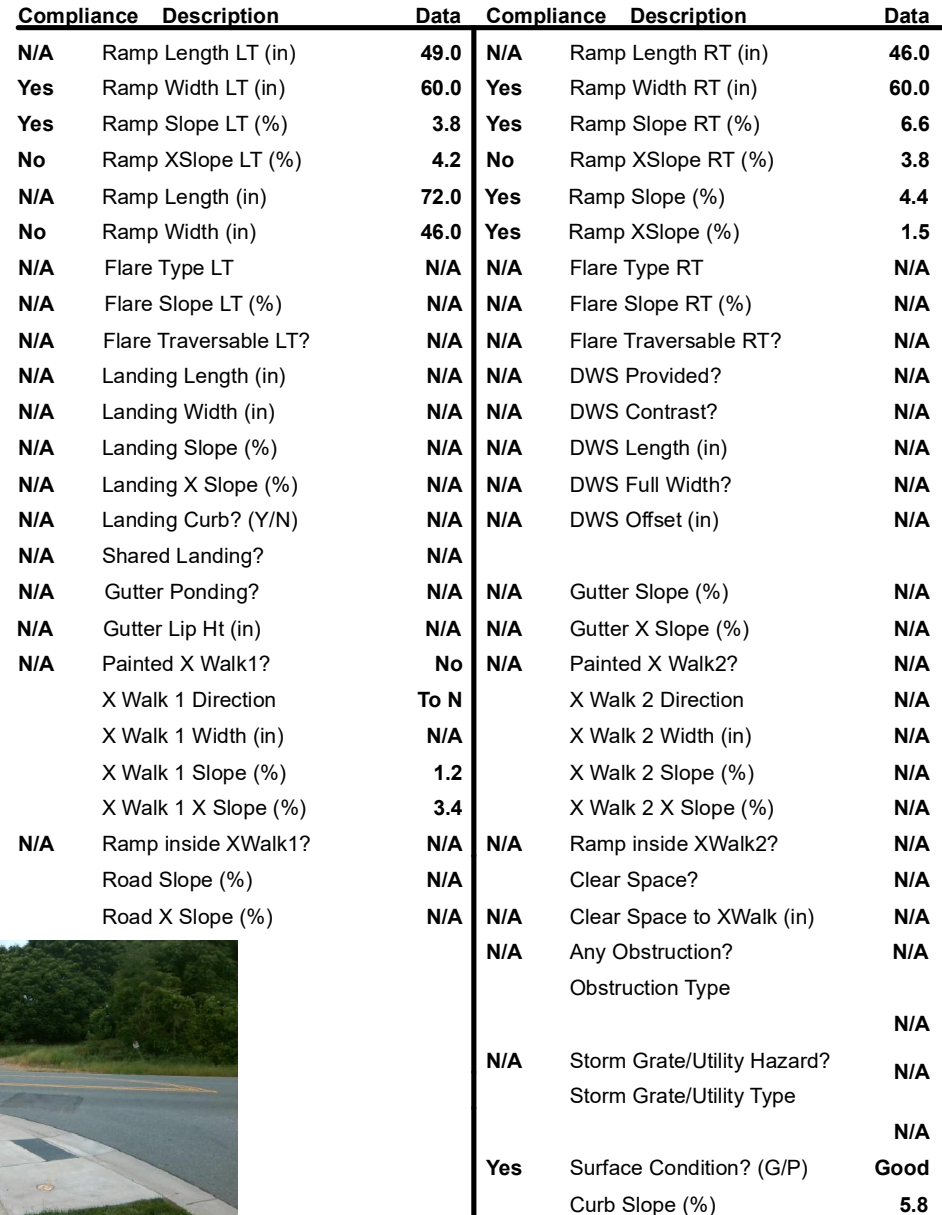 Compliance Description Data Compliance Description Data
N/A Ramp Length LT (in) 49.0 N/A Ramp Length RT (in) 46.0
Yes Ramp Width LT (in) 60.0 Yes Ramp Width RT (in) 60.0
Yes Ramp Slope LT (%) 3.8 Yes Ramp Slope RT (%) 6.6
No Ramp XSlope LT (%) 4.2 No Ramp XSlope RT (%) 3.8
N/A Ramp Length (in) 72.0 Yes Ramp Slope (%) 4.4
No Ramp Width (in) 46.0 Yes Ramp XSlope (%) 1.5
N/A Flare Type LT N/A N/A Flare Type RT N/A
N/A Flare Slope LT (%) N/A N/A Flare Slope RT (%) N/A
N/A Flare Traversable LT? N/A N/A Flare Traversable RT? N/A
N/A Landing Length (in) N/A N/A DWS Provided? N/A
N/A Landing Width (in) N/A N/A DWS Contrast? N/A
N/A Landing Slope (%) N/A N/A DWS Length (in) N/A
N/A Landing X Slope (%) N/A N/A DWS Full Width? N/A
N/A Landing Curb? (Y/N) N/A N/A DWS Offset (in) N/A
N/A Shared Landing? N/A
N/A Gutter Ponding? N/A N/A Gutter Slope (%) N/A
N/A Gutter Lip Ht (in) N/A N/A Gutter X Slope (%) N/A
N/A Painted X Walk1? No N/A Painted X Walk2? N/A
X Walk 1 Direction To N X Walk 2 Direction N/A
X Walk 1 Width (in) N/A X Walk 2 Width (in) N/A
X Walk 1 Slope (%) 1.2 X Walk 2 Slope (%) N/A
X Walk 1 X Slope (%) 3.4 X Walk 2 X Slope (%) N/A
N/A Ramp inside XWalk1? N/A N/A Ramp inside XWalk2? N/A
Road Slope (%) N/A Clear Space? N/A
Road X Slope (%) N/A N/A Clear Space to XWalk (in) N/A
N/A Any Obstruction? N/A
Obstruction Type
N/A
N/A Storm Grate/Utility Hazard? N/A
Storm Grate/Utility Type
N/A
Yes Surface Condition? (G/P) Good
Curb Slope (%) 5.8